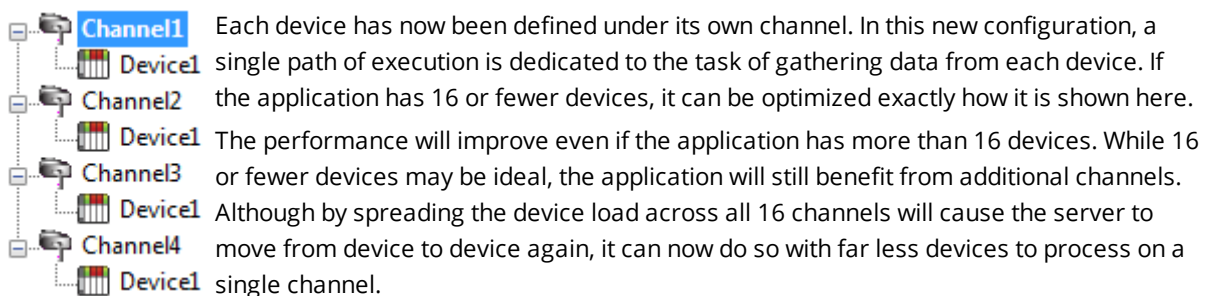 Channel1
Device1
Channel2
Device1
Channel3
Device1
Channel4
Device1
Each device has now been defined under its own channel. In this new configuration, a
single path of execution is dedicated to the task of gathering data from each device. If
the application has 16 or fewer devices, it can be optimized exactly how it is shown here.
The performance will improve even if the application has more than 16 devices. While 16
or fewer devices may be ideal, the application will still benefit from additional channels.
Although by spreading the device load across all 16 channels will cause the server to
move from device to device again, it can now do so with far less devices to process on a
single channel.